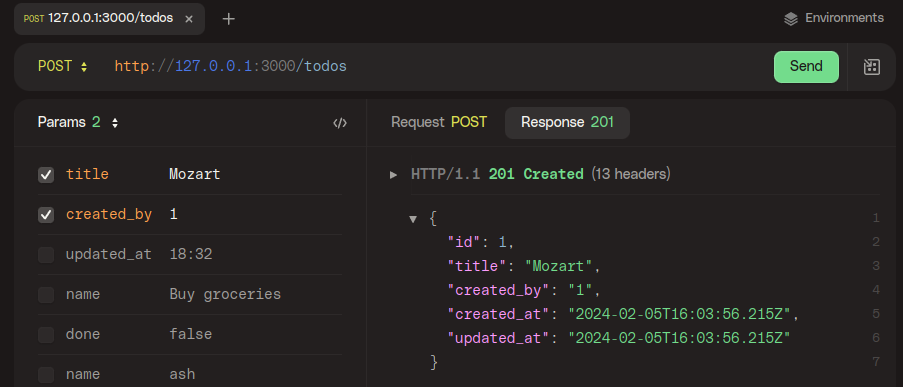 POST 127.0.0.1:3000/todos × +
Environments
POST http://127.0.0.1:3000/todos
Send
Params 2 </>
title Mozart
created_by 1
updated_at 18:32
name Buy groceries
done false
name ash
Request POST Response 201
HTTP/1.1 201 Created (13 headers)
{ 1
"id": 1, 2
"title": "Mozart", 3
"created_by": "1", 4
"created_at": "2024-02-05T16:03:56.215Z", 5
"updated_at": "2024-02-05T16:03:56.215Z" 6
} 7